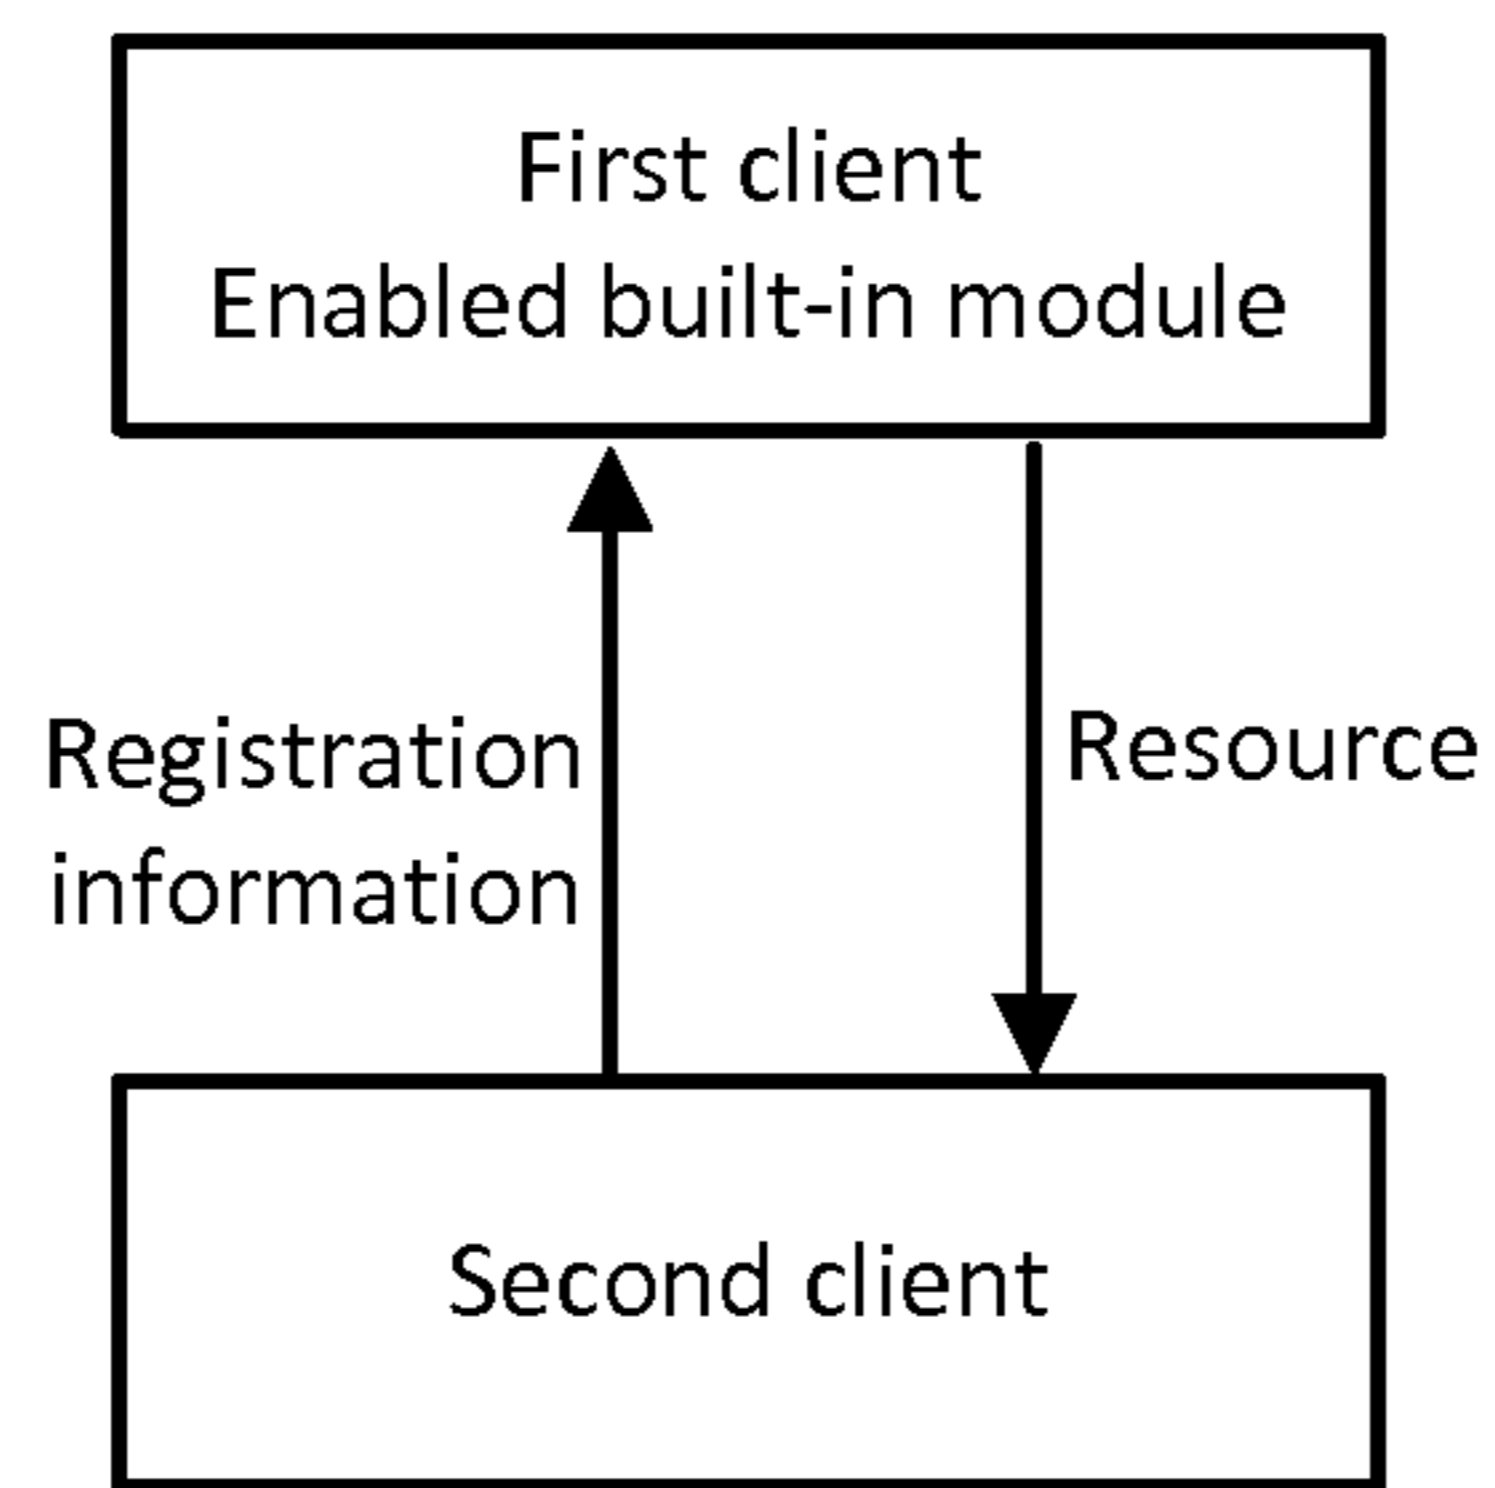 First client
Enabled built-in module
Registration
information
Resource
Second client